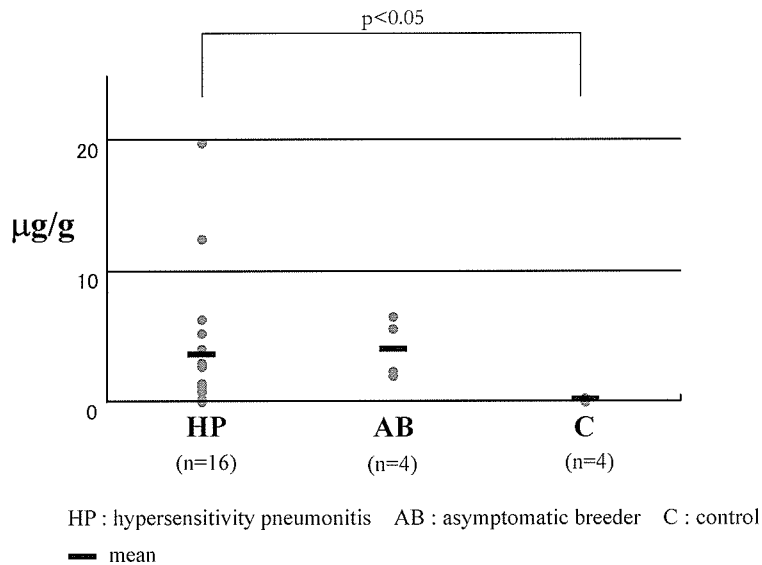 p<0.05
20
μg/g
10
0
HP AB C
(n=16) (n=4) (n=4)
HP : hypersensitivity pneumonitis AB : asymptomatic breeder C : control
mean